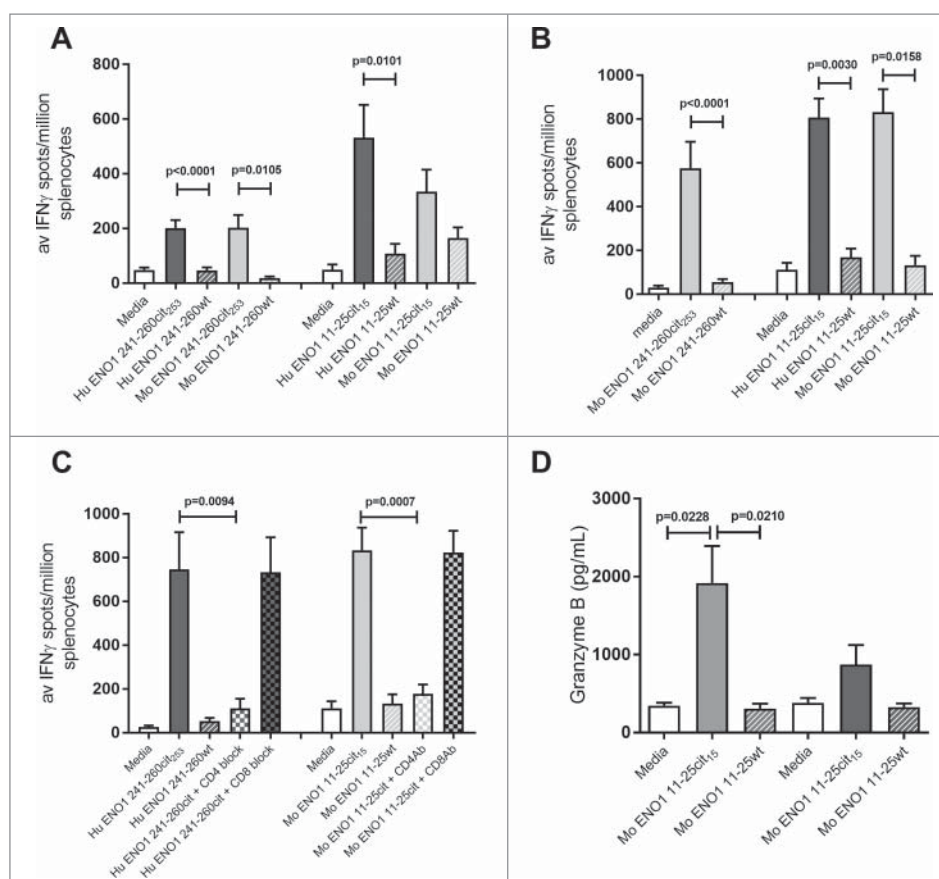 A
av IFNγ spots/million
splenocytes
800
600
400
200
0
p<0.0001
p=0.0105
p=0.0101
Media
Hu ENO1 241-260cit253
Hu ENO1 241-260wt
Mo ENO1 241-260cit253
Mo ENO1 241-260wt
Media
Hu ENO1 11-25cit15
Hu ENO1 11-25wt
Mo ENO1 11-25cit15
Mo ENO1 11-25wt
B
av IFNγ spots/million
splenocytes
1000
800
600
400
200
0
p<0.0001
p=0.0030
p=0.0158
media
Mo ENO1 241-260cit253
Mo ENO1 241-260wt
Media
Hu ENO1 11-25cit15
Hu ENO1 11-25wt
Mo ENO1 11-25cit15
Mo ENO1 11-25wt
C
av IFNγ spots/million
splenocytes
1000
800
600
400
200
0
p=0.0094
p=0.0007
Media
Hu ENO1 241-260cit253
Hu ENO1 241-260wt
Hu ENO1 241-260cit + CD4 block
Hu ENO1 241-260cit + CD8 block
Media
Mo ENO1 11-25cit15
Mo ENO1 11-25wt
Mo ENO1 11-25cit + CD4Ab
Mo ENO1 11-25cit + CD8Ab
D
Granzyme B (pg/mL)
3000
2000
1000
0
p=0.0228
p=0.0210
Media
Mo ENO1 11-25cit15
Mo ENO1 11-25wt
Media
Mo ENO1 11-25cit15
Mo ENO1 11-25wt